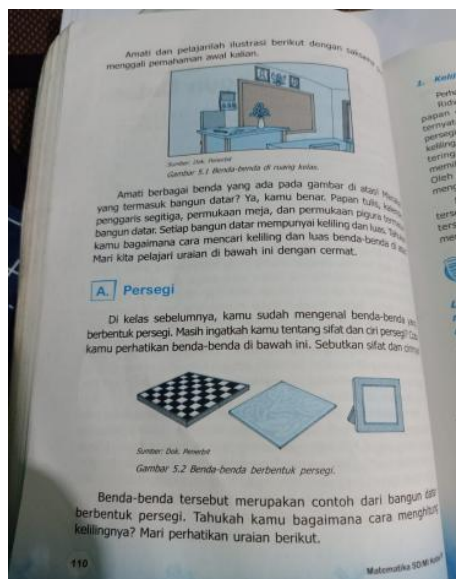 Amati dan pelajarilah ilustrasi berikut dengan saksama
menggali pemahaman awal kalian.
Sumber: Dok. Penerbit
Gambar 5.1 Benda-benda di ruang kelas.
Amati berbagai benda yang ada pada gambar di atas!
yang termasuk bangun datar? Ya, kamu benar. Papan tulis,
penggaris segitiga, permukaan meja, dan permukaan pigura
bangun datar. Setiap bangun datar mempunyai keliling dan luas.
kamu bagaimana cara mencari keliling dan luas benda-benda di
Mari kita pelajari uraian di bawah ini dengan cermat.
A. Persegi
Di kelas sebelumnya, kamu sudah mengenal benda-benda
berbentuk persegi. Masih ingatkah kamu tentang sifat dan ciri persegi?
kamu perhatikan benda-benda di bawah ini. Sebutkan sifat dan
Sumber: Dok. Penerbit
Gambar 5.2 Benda-benda berbentuk persegi.
Benda-benda tersebut merupakan contoh dari bangun
berbentuk persegi. Tahukah kamu bagaimana cara menghitung
kelilingnya? Mari perhatikan uraian berikut.
110
Matematika SD/MI
1.
papan